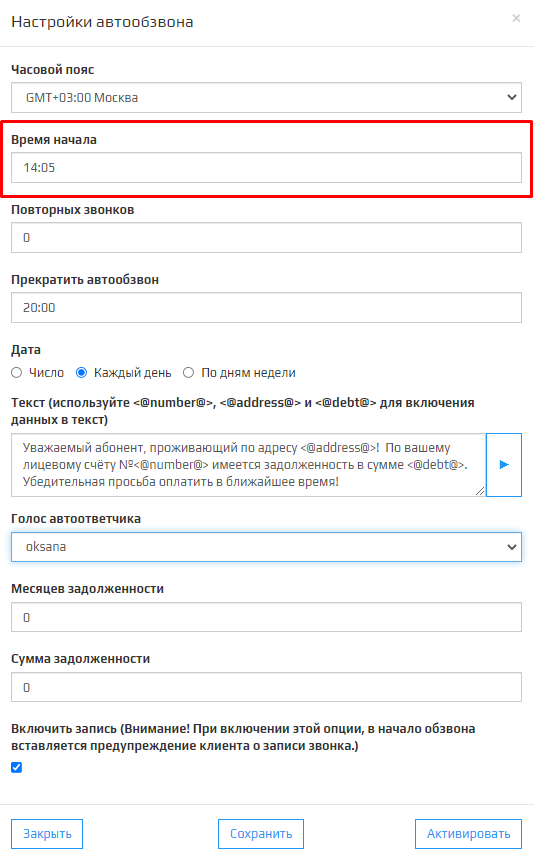 Настройки автообзвона
×
Часовой пояс
GMT+03:00 Москва
Время начала
14:05
Повторных звонков
0
Прекратить автообзвон
20:00
Дата
Число Каждый день По дням недели
Текст (используйте <@number@>, <@address@> и <@debt@> для включения
данных в текст)
Уважаемый абонент, проживающий по адресу <@address@>! По вашему
лицевому счёту №<@number@> имеется задолженность в сумме <@debt@>.
Убедительная просьба оплатить в ближайшее время!
Голос автоответчика
oksana
Месяцев задолженности
0
Сумма задолженности
0
Включить запись (Внимание! При включении этой опции, в начало обзвона
вставляется предупреждение клиента о записи звонка.)
Закрыть Сохранить Активировать